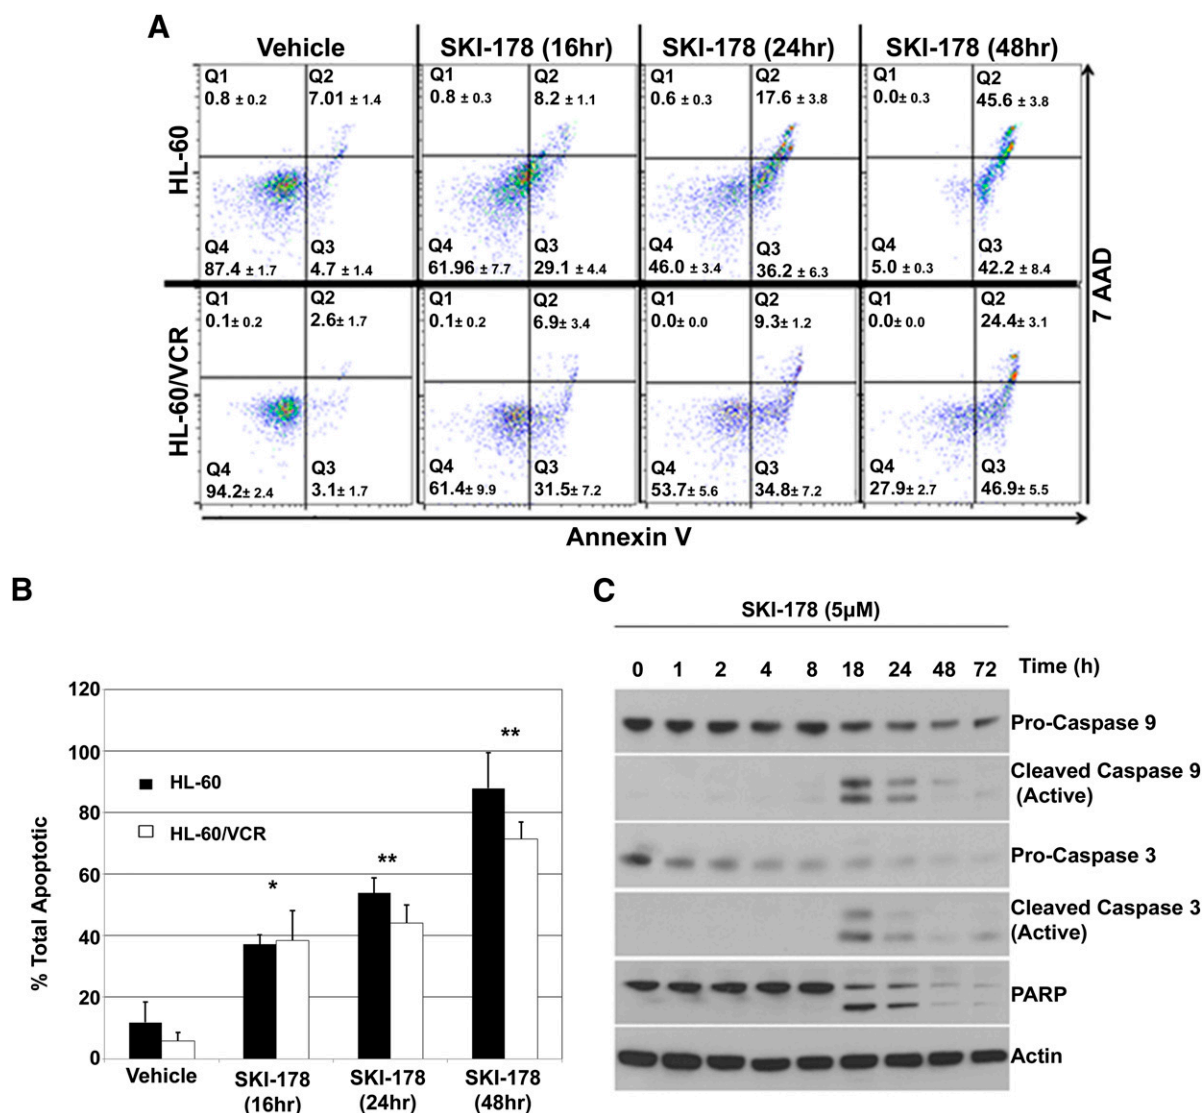 A
Vehicle SKI-178 (16hr) SKI-178 (24hr) SKI-178 (48hr)
HL-60
Q1 Q2 Q1 Q2 Q1 Q2 Q1 Q2
0.8 ± 0.2 7.01 ± 1.4 0.8 ± 0.3 8.2 ± 1.1 0.6 ± 0.3 17.6 ± 3.8 0.0± 0.3 45.6 ± 3.8
Q4 Q3 Q4 Q3 Q4 Q3 Q4 Q3
87.4 ± 1.7 4.7 ± 1.4 61.96 ± 7.7 29.1 ± 4.4 46.0 ± 3.4 36.2 ± 6.3 5.0 ± 0.3 42.2 ± 8.4
HL-60/VCR
Q1 Q2 Q1 Q2 Q1 Q2 Q1 Q2
0.1± 0.2 2.6± 1.7 0.1± 0.2 6.9± 3.4 0.0± 0.0 9.3± 1.2 0.0± 0.0 24.4± 3.1
Q4 Q3 Q4 Q3 Q4 Q3 Q4 Q3
94.2± 2.4 3.1± 1.7 61.4± 9.9 31.5± 7.2 53.7± 5.6 34.8± 7.2 27.9± 2.7 46.9± 5.5
7 AAD
Annexin V
B
% Total Apoptotic
120
100
80
60
40
20
0
HL-60
HL-60/VCR
*
**
**
Vehicle SKI-178 SKI-178 SKI-178
(16hr) (24hr) (48hr)
C
SKI-178 (5µM)
0 1 2 4 8 18 24 48 72 Time (h)
Pro-Caspase 9
Cleaved Caspase 9
(Active)
Pro-Caspase 3
Cleaved Caspase 3
(Active)
PARP
Actin